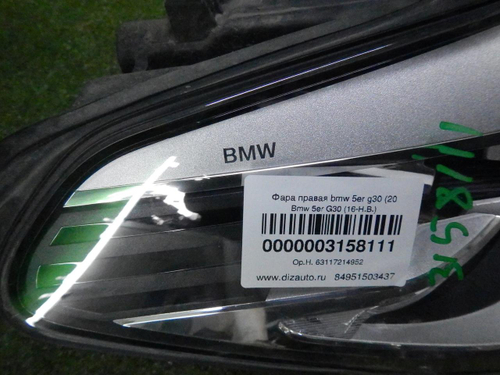 BMW
Фара правая bmw 5er g30 (20
Bmw 5er G30 (16-Н.В.)
0000003158111
Ор.Н. 63117214952
www.dizauto.ru 84951503437
3158111